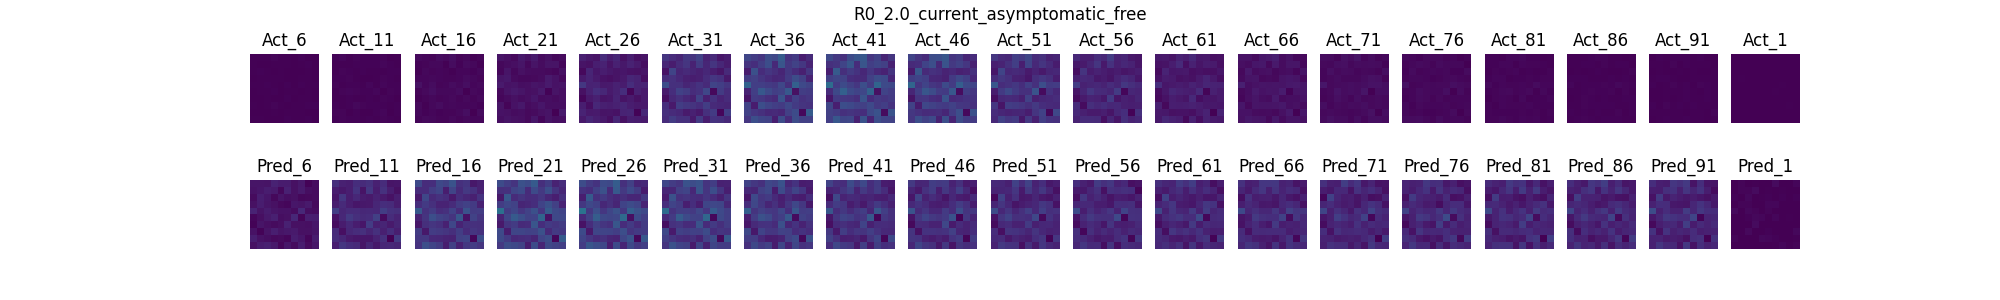 R0_2.0_current_asymptomatic_free
Act_6 Act_11 Act_16 Act_21 Act_26 Act_31 Act_36 Act_41 Act_46 Act_51 Act_56 Act_61 Act_66 Act_71 Act_76 Act_81 Act_86 Act_91 Act_1
Pred_6 Pred_11 Pred_16 Pred_21 Pred_26 Pred_31 Pred_36 Pred_41 Pred_46 Pred_51 Pred_56 Pred_61 Pred_66 Pred_71 Pred_76 Pred_81 Pred_86 Pred_91 Pred_1